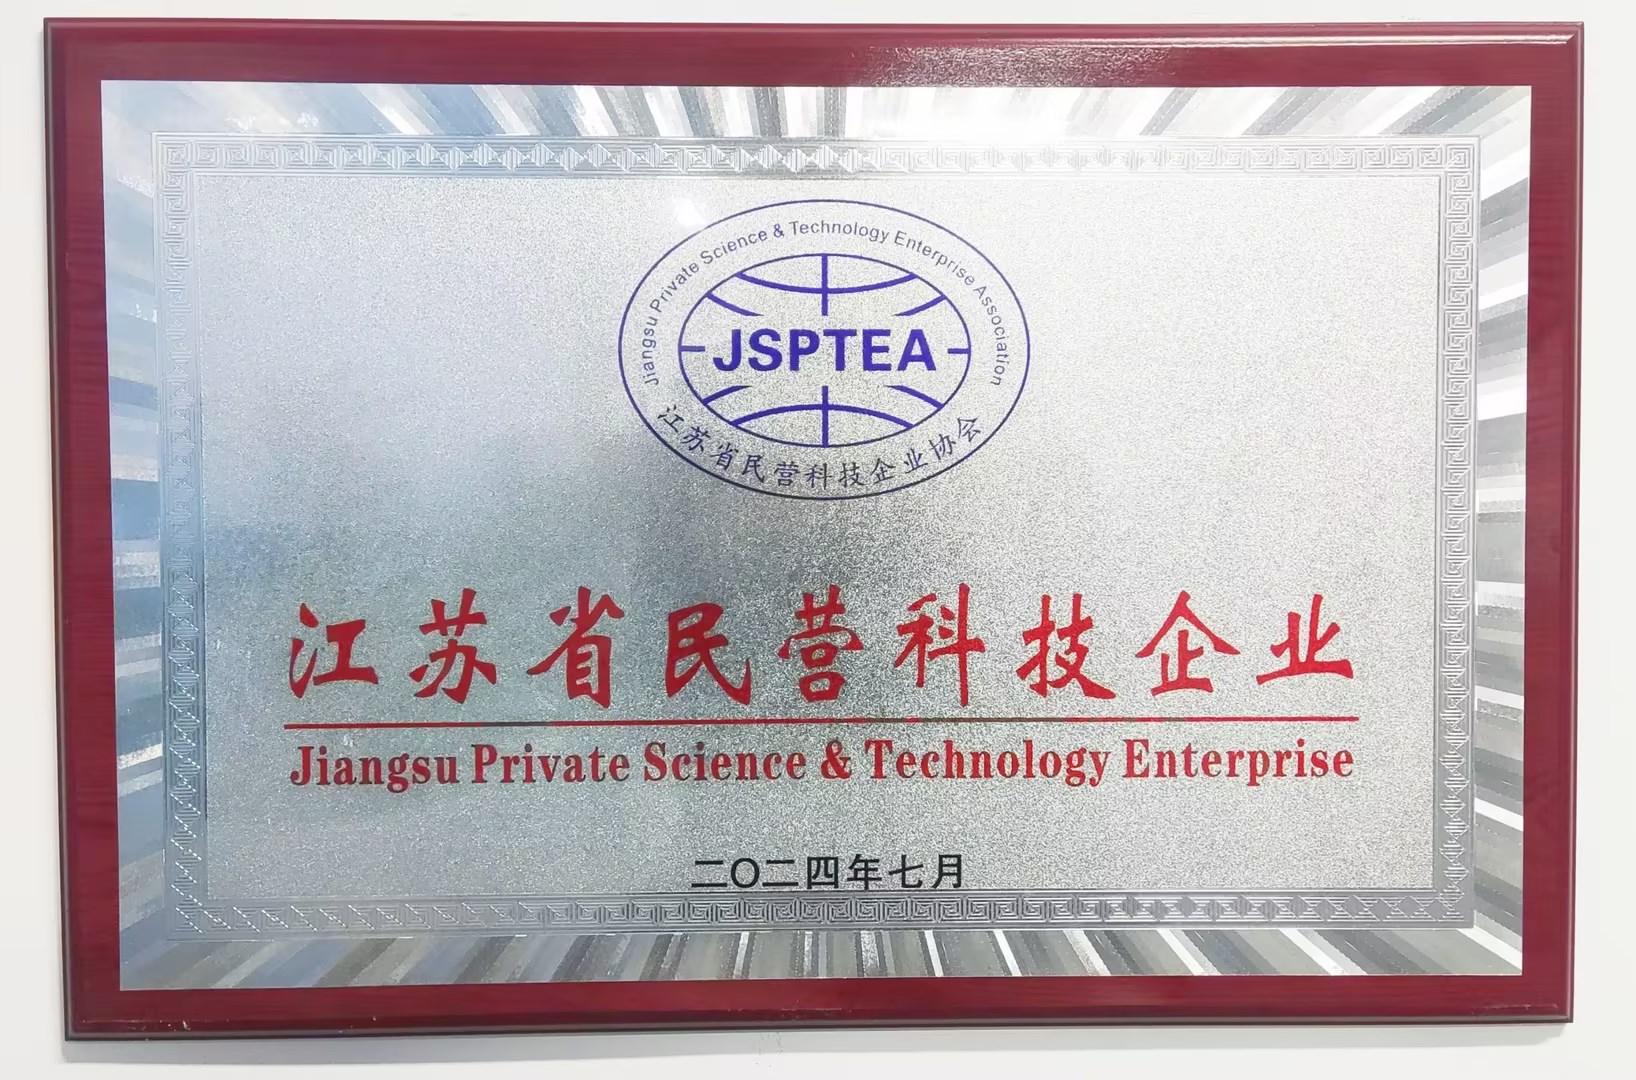 Jiangsu Private Science & Technology Enterprise Association
JSPTEA
江苏省民营科技企业协会
江苏省民营科技企业
Jiangsu Private Science & Technology Enterprise
二〇二四年七月